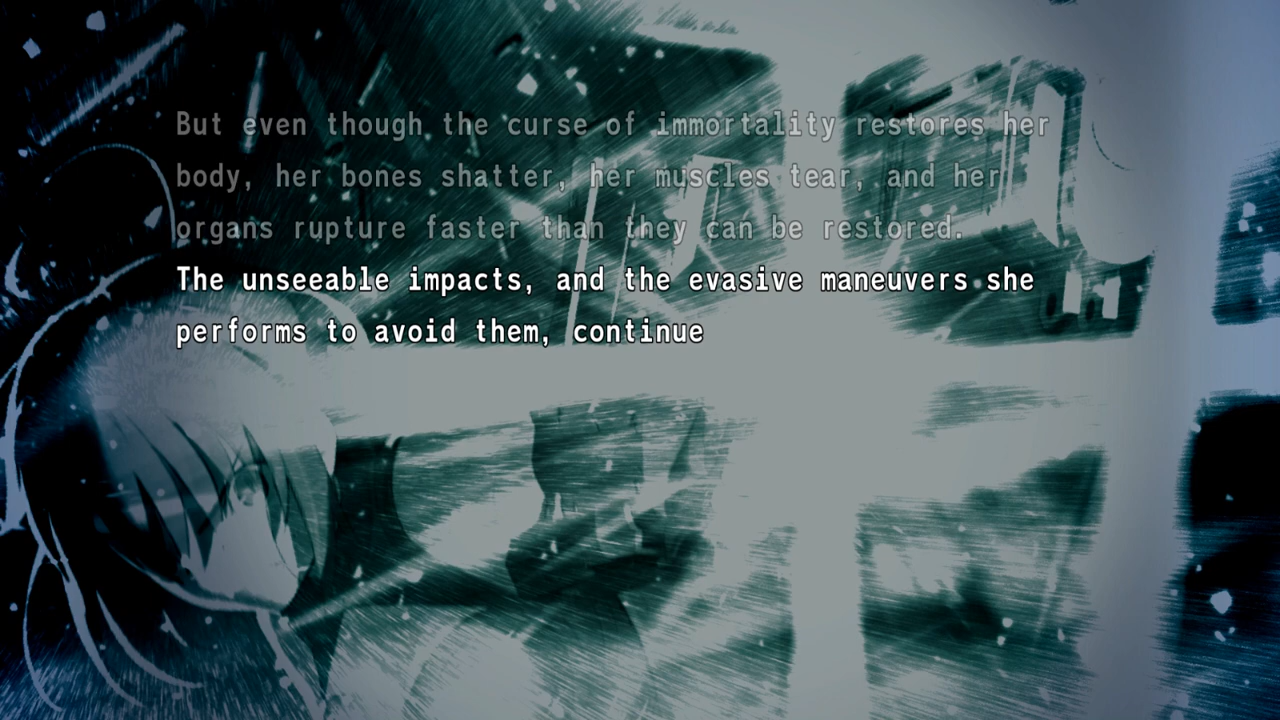 But even though the curse of immortality restores her
body, her bones shatter, her muscles tear, and her
organs rupture faster than they can be restored.
The unseeable impacts, and the evasive maneuvers she
performs to avoid them, continue